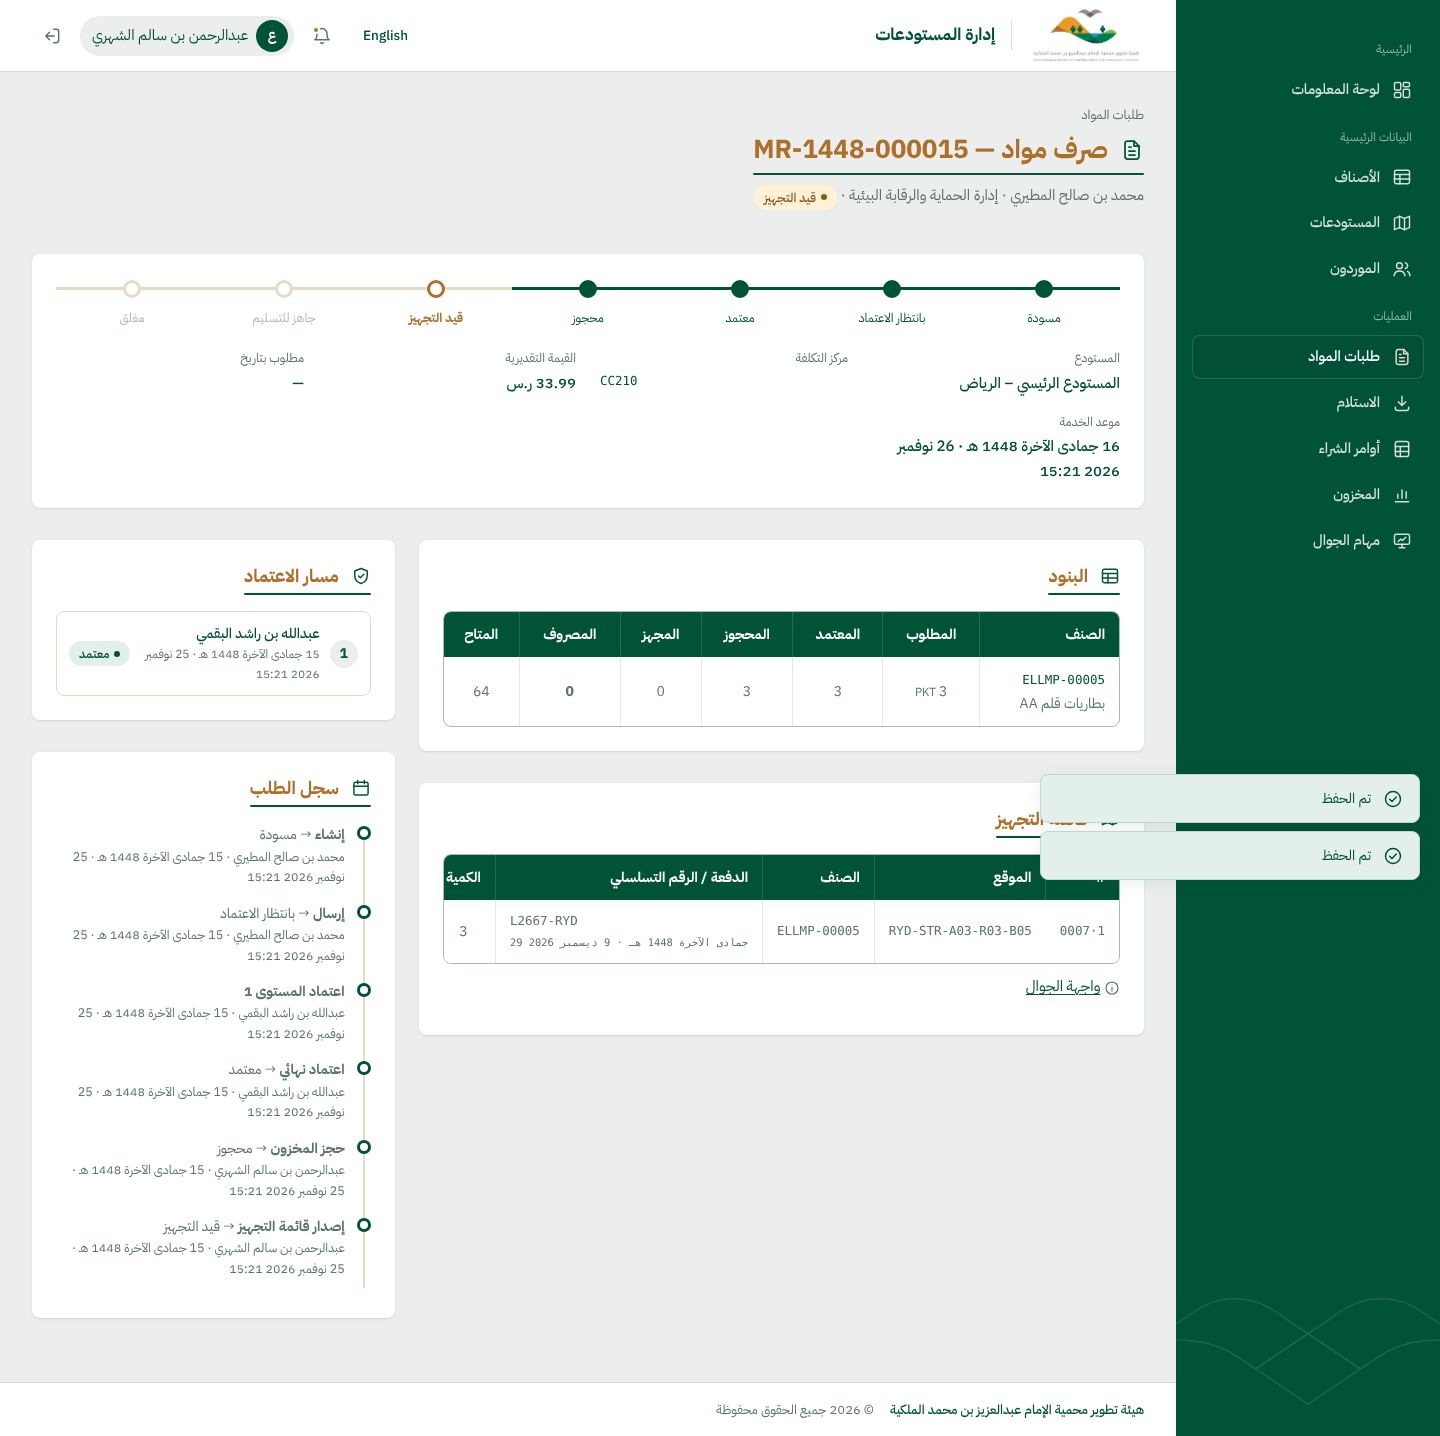 الرئيسية
لوحة المعلومات
البيانات الرئيسية
الأصناف
المستودعات
الموردون
العمليات
طلبات المواد
الاستلام
أوامر الشراء
المخزون
مهام الجوال
إدارة المستودعات
English
ع
عبدالرحمن بن سالم الشهري
طلبات المواد
صرف مواد — MR-1448-000015
محمد بن صالح المطيري · إدارة الحماية والرقابة البيئية · قيد التجهيز
مسودة
بانتظار الاعتماد
معتمد
محجوز
قيد التجهيز
جاهز للتسليم
مغلق
المستودع
المستودع الرئيسي – الرياض
مركز التكلفة
CC210
القيمة التقديرية
33.99 ر.س
مطلوب بتاريخ
—
موعد الخدمة
16 جمادى الآخرة 1448 هـ · 26 نوفمبر
2026 15:21
البنود
الصنف المطلوب المعتمد المحجوز المجهز المصروف المتاح
ELLMP-00005
بطاريات قلم AA
3 PKT 3 3 0 0 64
التجهيز
الموقع الصنف الدفعة / الرقم التسلسلي الكمية
1·0007 RYD-STR-A03-R03-B05 ELLMP-00005 L2667-RYD 3
29 جمادى الآخرة 1448 هـ · 9 ديسمبر 2026
واجهة الجوال
تم الحفظ
تم الحفظ
مسار الاعتماد
1
عبدالله بن راشد البقمي
15 جمادى الآخرة 1448 هـ · 25 نوفمبر
2026 15:21
معتمد
سجل الطلب
إنشاء → مسودة
محمد بن صالح المطيري · 15 جمادى الآخرة 1448 هـ · 25
نوفمبر 2026 15:21
إرسال → بانتظار الاعتماد
محمد بن صالح المطيري · 15 جمادى الآخرة 1448 هـ · 25
نوفمبر 2026 15:21
اعتماد المستوى 1
عبدالله بن راشد البقمي · 15 جمادى الآخرة 1448 هـ · 25
نوفمبر 2026 15:21
اعتماد نهائي → معتمد
عبدالله بن راشد البقمي · 15 جمادى الآخرة 1448 هـ · 25
نوفمبر 2026 15:21
حجز المخزون → محجوز
عبدالرحمن بن سالم الشهري · 15 جمادى الآخرة 1448 هـ ·
25 نوفمبر 2026 15:21
إصدار قائمة التجهيز → قيد التجهيز
عبدالرحمن بن سالم الشهري · 15 جمادى الآخرة 1448 هـ ·
25 نوفمبر 2026 15:21
هيئة تطوير محمية الإمام عبدالعزيز بن محمد الملكية © 2026 جميع الحقوق محفوظة